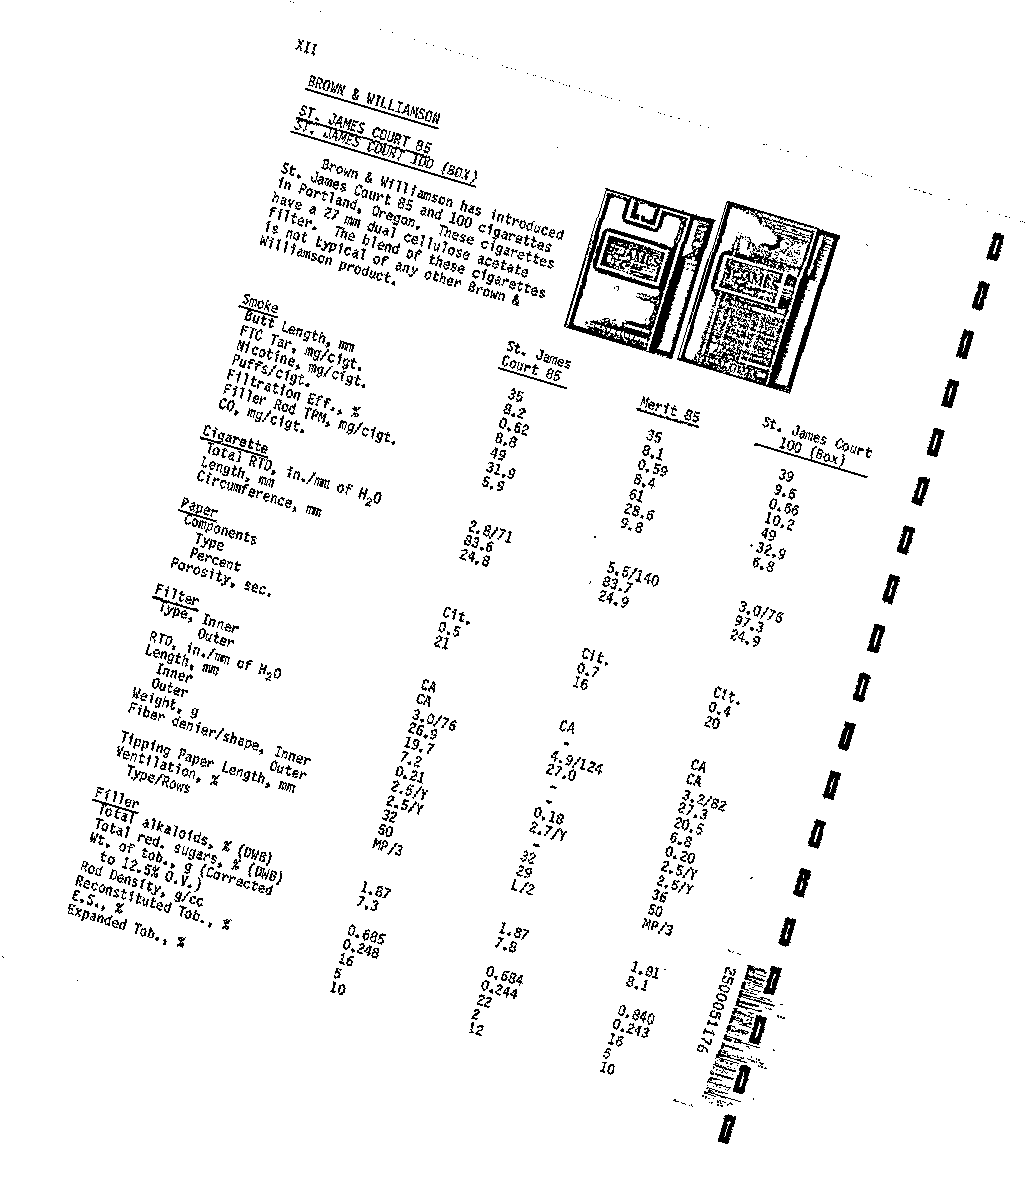 XII
BROWN & WILLIAMSON
ST. JAMES COURT 85
ST. JAMES COURT 100 (BOX)
Brown & Williamson has introduced
St. James Court 85 and 100 cigarettes
in Portland, Oregon. These cigarettes
have a 27 mm dual cellulose acetate
filter. The blend of these cigarettes
is not typical of any other Brown &
Williamson product.
St. James Court 85 Merit 85 St. James Court 100 (Box)
Smoke
Butt Length, mm 35 35 39
FTC Tar, mg/cigt. 8.2 8.1 9.6
Nicotine, mg/cigt. 0.62 0.59 0.66
Puffs/cigt. 8.8 8.4 10.2
Filtration Eff., % 49 61 49
Filler Rod TPM, mg/cigt. 31.9 28.6 32.9
CO, mg/cigt. 5.9 9.8 6.8
Cigarette
Total RTD, in./mm of H2O 2.8/71 5.5/140 3.0/76
Length, mm 83.6 83.7 97.3
Circumference, mm 24.8 24.9 24.9
Paper
Components
Type Cit. Cit. Cit.
Percent 0.5 0.7 0.4
Porosity, sec. 21 16 20
Filter
Type, Inner CA CA CA
Outer CA - CA
RTD, in./mm of H2O 3.0/76 4.9/124 3.2/82
Length, mm 26.9 27.0 27.3
Inner 19.7 - 20.5
Outer 7.2 - 6.8
Weight, g 0.21 0.18 0.20
Fiber denier/shape, Inner 2.5/Y 2.7/Y 2.5/Y
Outer 2.5/Y - 2.5/Y
Tipping Paper Length, mm 32 32 36
Ventilation, % 50 29 50
Type/Rows MP/3 L/2 MP/3
Filler
Total alkaloids, % (DWB) 1.87 1.87 1.81
Total red. sugars, % (DWB) 7.3 7.8 8.1
Wt. of tob., g (Corrected
to 12.5% O.V.) 0.685 0.684 0.840
Rod Density, g/cc 0.248 0.244 0.243
Reconstituted Tob., % 16 22 16
E.S., % 5 2 5
Expanded Tob., % 10 12 10
2500051176